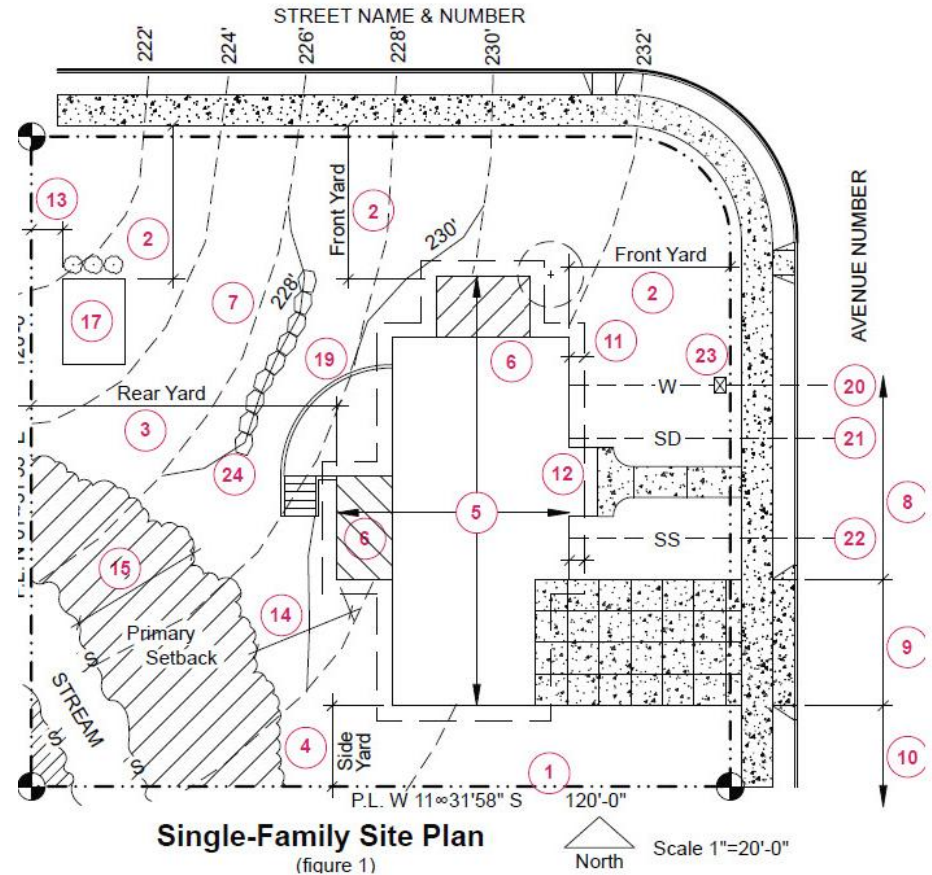 STREET NAME & NUMBER
222'
224'
226'
228'
230'
232'
AVENUE NUMBER
13
2
Front Yard
2
230'
Front Yard
2
228'
7
17
19
6
11
23
W
20
Rear Yard
3
24
SD
21
12
5
8
6
SS
22
15
14
Primary
Setback
9
STREAM
S
S
S
S
4
Side
Yard
1
10
P.L. W 11∞31'58" S
120'-0"
Single-Family Site Plan
(figure 1)
North
Scale 1"=20'-0"